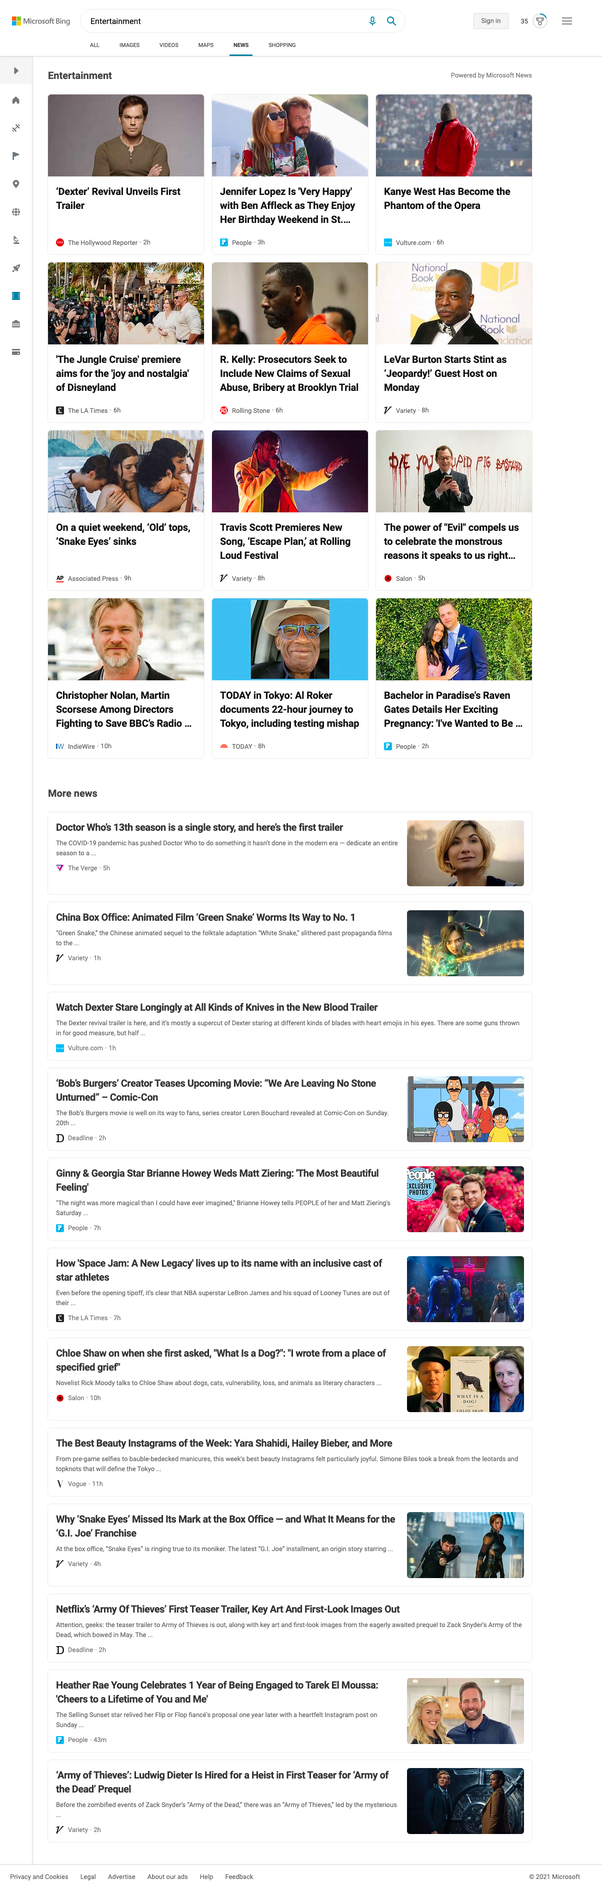 Microsoft Bing
Entertainment
Sign in
35
ALL
IMAGES
VIDEOS
MAPS
NEWS
SHOPPING
Entertainment
Powered by Microsoft News
‘Dexter’ Revival Unveils First
Trailer
The Hollywood Reporter · 2h
Jennifer Lopez Is 'Very Happy'
with Ben Affleck as They Enjoy
Her Birthday Weekend in St....
People · 3h
Kanye West Has Become the
Phantom of the Opera
Vulture.com · 6h
'The Jungle Cruise' premiere
aims for the 'joy and nostalgia'
of Disneyland
The LA Times · 6h
R. Kelly: Prosecutors Seek to
Include New Claims of Sexual
Abuse, Bribery at Brooklyn Trial
Rolling Stone · 6h
National
Book
National
Book
LeVar Burton Starts Stint as
‘Jeopardy!’ Guest Host on
Monday
Variety · 8h
On a quiet weekend, ‘Old’ tops,
‘Snake Eyes’ sinks
AP
Associated Press · 9h
Travis Scott Premieres New
Song, ‘Escape Plan,’ at Rolling
Loud Festival
Variety · 8h
DIE YOU PID PIG BASTARD
The power of "Evil" compels us
to celebrate the monstrous
reasons it speaks to us right...
Salon · 5h
Christopher Nolan, Martin
Scorsese Among Directors
Fighting to Save BBC’s Radio ...
IW
IndieWire · 10h
TODAY in Tokyo: Al Roker
documents 22-hour journey to
Tokyo, including testing mishap
TODAY · 8h
Bachelor in Paradise's Raven
Gates Details Her Exciting
Pregnancy: 'I've Wanted to Be ...
People · 2h
More news
Doctor Who’s 13th season is a single story, and here’s the first trailer
The COVID-19 pandemic has pushed Doctor Who to do something it hasn’t done in the modern era — dedicate an entire
season to a ...
The Verge · 5h
China Box Office: Animated Film ‘Green Snake’ Worms Its Way to No. 1
“Green Snake,” the Chinese animated sequel to the folktale adaptation “White Snake,” slithered past propaganda films
to the ...
Variety · 1h
Watch Dexter Stare Longingly at All Kinds of Knives in the New Blood Trailer
The Dexter revival trailer is here, and it’s mostly a supercut of Dexter staring at different kinds of blades with heart emojis in his eyes. There are some guns thrown
in for good measure, but half ...
Vulture.com · 1h
‘Bob’s Burgers’ Creator Teases Upcoming Movie: “We Are Leaving No Stone
Unturned” – Comic-Con
The Bob’s Burgers movie is well on its way to fans, series creator Loren Bouchard revealed at Comic-Con on Sunday.
20th ...
D
Deadline · 2h
Ginny & Georgia Star Brianne Howey Weds Matt Ziering: 'The Most Beautiful
Feeling'
"The night was more magical than I could have ever imagined," Brianne Howey tells PEOPLE of her and Matt Ziering's
Saturday ...
People · 7h
People
EXCLUSIVE
PHOTOS
How 'Space Jam: A New Legacy' lives up to its name with an inclusive cast of
star athletes
Even before the opening tipoff, it's clear that NBA superstar LeBron James and his squad of Looney Tunes are out of
their ...
The LA Times · 7h
Chloe Shaw on when she first asked, "What Is a Dog?": "I wrote from a place of
specified grief"
Novelist Rick Moody talks to Chloe Shaw about dogs, cats, vulnerability, loss, and animals as literary characters ...
Salon · 10h
WHAT IS A
DOG?
CHLOE SHAW
The Best Beauty Instagrams of the Week: Yara Shahidi, Hailey Bieber, and More
From pre-game selfies to bauble-bedecked manicures, this week’s best beauty Instagrams felt particularly joyful. Simone Biles took a break from the leotards and
topknots that will define the Tokyo ...
V
Vogue · 11h
Why ‘Snake Eyes’ Missed Its Mark at the Box Office — and What It Means for the
‘G.I. Joe’ Franchise
At the box office, “Snake Eyes” is ringing true to its moniker. The latest “G.I. Joe” installment, an origin story starring ...
Variety · 4h
Netflix’s ‘Army Of Thieves’ First Teaser Trailer, Key Art And First-Look Images Out
Attention, geeks: the teaser trailer to Army of Thieves is out, along with key art and first-look images from the eagerly awaited prequel to Zack Snyder’s Army of the
Dead, which bowed in May. The ...
D
Deadline · 2h
Heather Rae Young Celebrates 1 Year of Being Engaged to Tarek El Moussa:
'Cheers to a Lifetime of You and Me'
The Selling Sunset star relived her Flip or Flop fiancé's proposal one year later with a heartfelt Instagram post on
Sunday ...
People · 43m
‘Army of Thieves’: Ludwig Dieter Is Hired for a Heist in First Teaser for ‘Army of
the Dead’ Prequel
Before the zombified events of Zack Snyder’s “Army of the Dead,” there was an “Army of Thieves,” led by the mysterious
...
Variety · 2h
Privacy and Cookies
Legal
Advertise
About our ads
Help
Feedback
© 2021 Microsoft